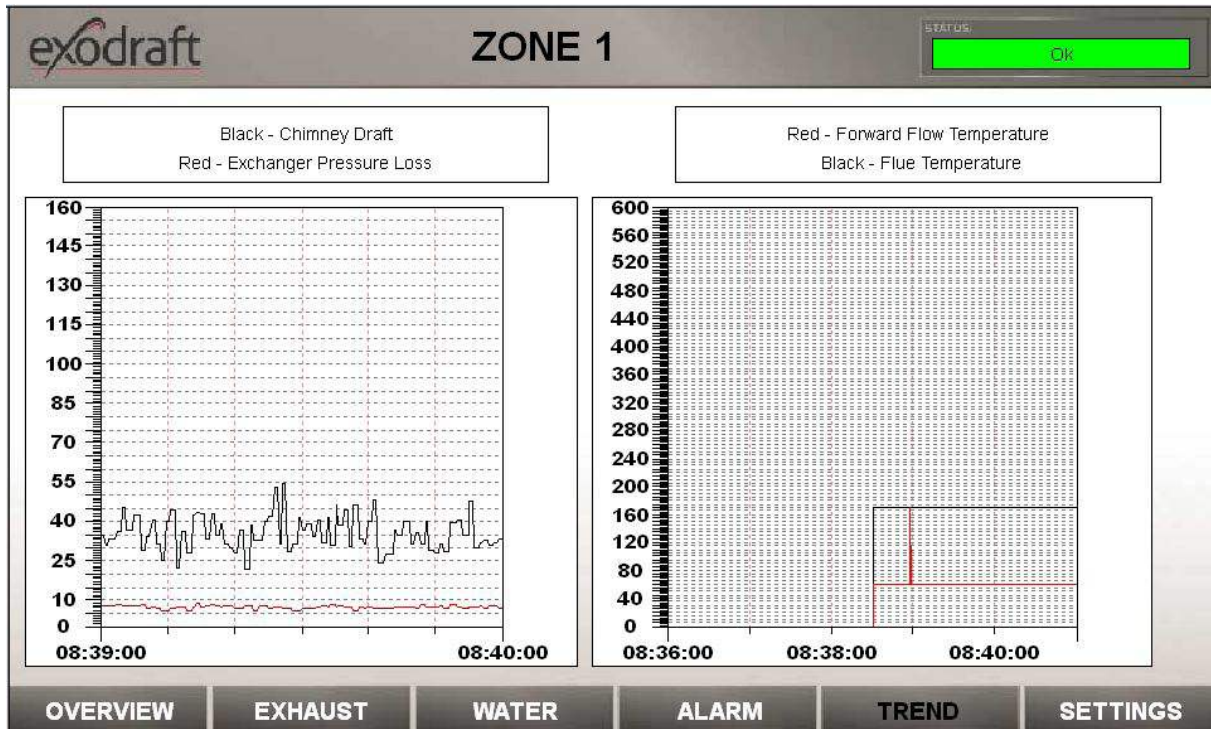 exodraft
ZONE 1
STATUS:
Ok
Black - Chimney Draft
Red - Exchanger Pressure Loss
Red - Forward Flow Temperature
Black - Flue Temperature
160
145
130
115
100
85
70
55
40
25
10
0
08:39:00 08:40:00
600
560
520
480
440
400
360
320
280
240
200
160
120
80
40
0
08:36:00 08:38:00 08:40:00
OVERVIEW EXHAUST WATER ALARM TREND SETTINGS